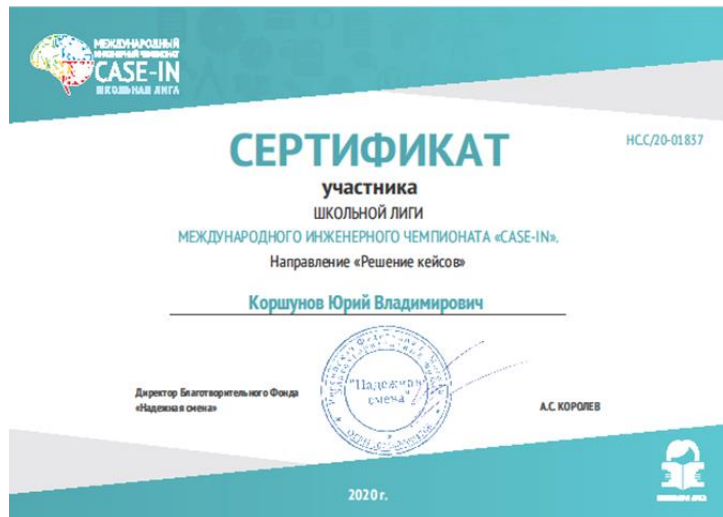 МЕЖДУНАРОДНЫЙ
ИНЖЕНЕРНЫЙ ЧЕМПИОНАТ
CASE-IN
ШКОЛЬНАЯ ЛИГА
СЕРТИФИКАТ
НС.С/20-01837
участника
ШКОЛЬНОЙ ЛИГИ
МЕЖДУНАРОДНОГО ИНЖЕНЕРНОГО ЧЕМПИОНАТА «CASE-IN».
Направление «Решение кейсов»
Коршунов Юрий Владимирович
"Надежная
смена"
Директор Благотворительного Фонда
«Надежная смена»
А.С. КОРОЛЕВ
2020 г.